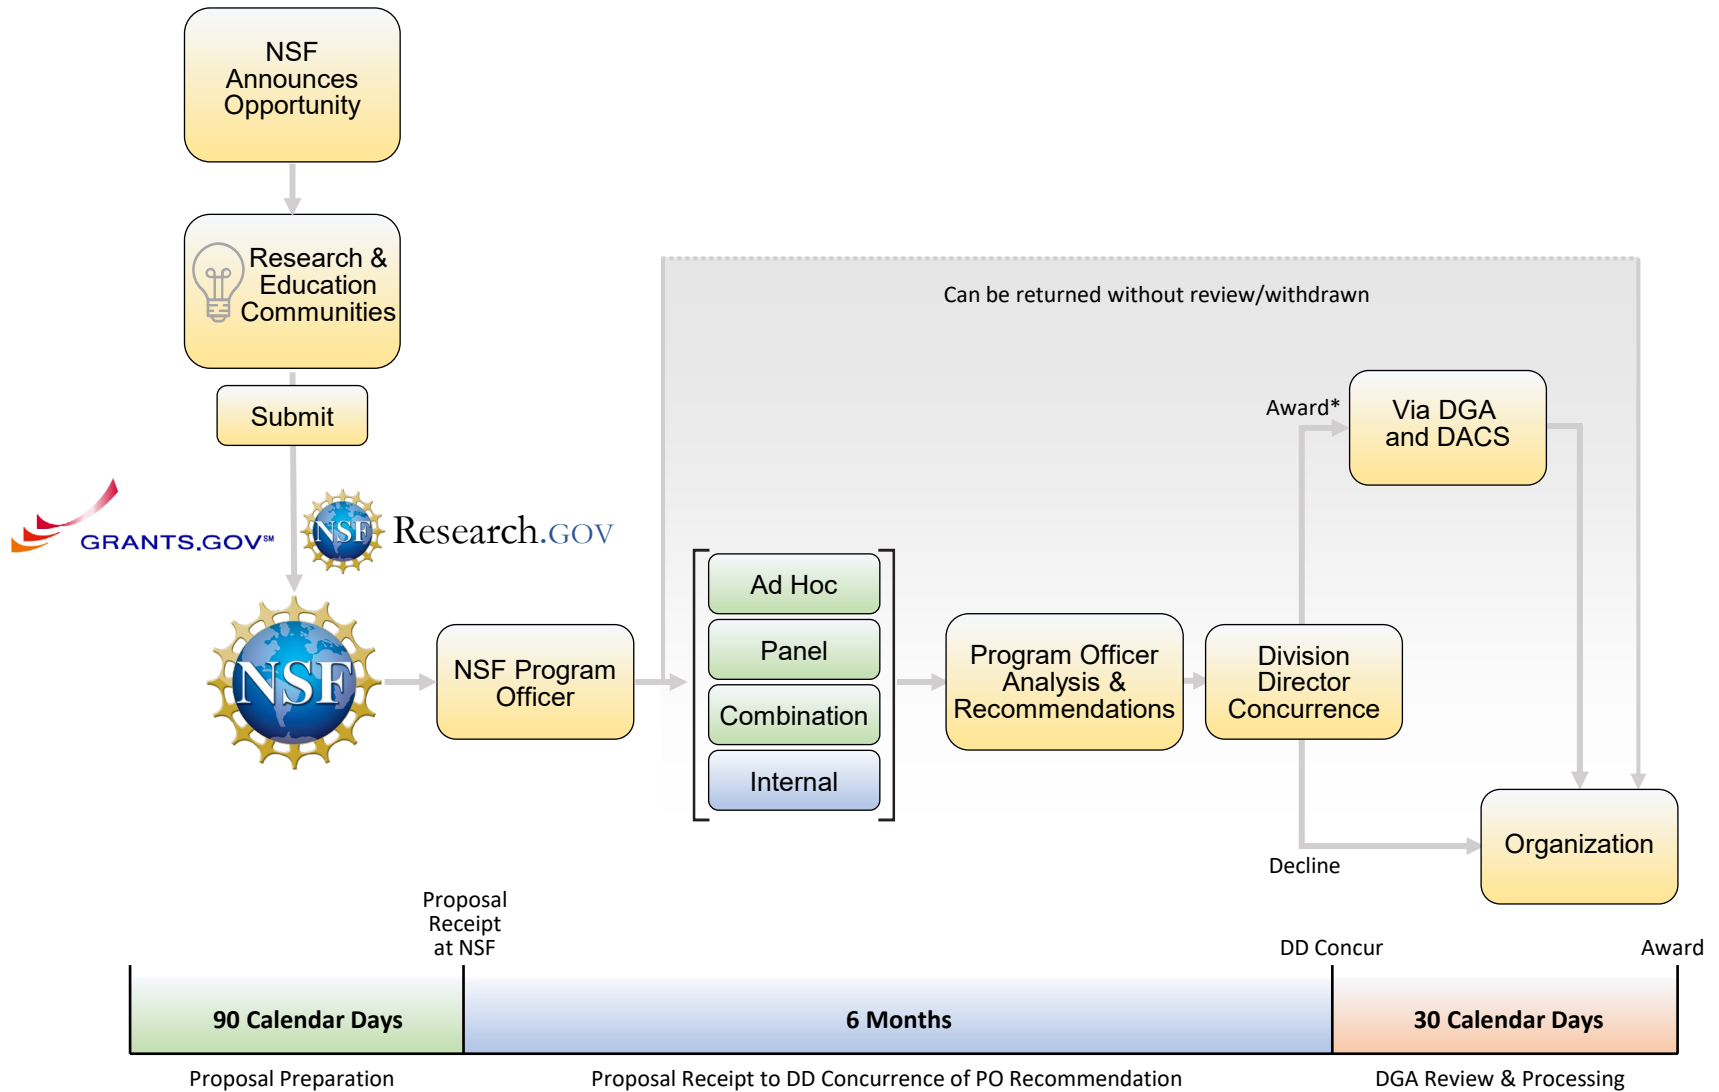 NSF
Announces
Opportunity
Research &
Education
Communities
Submit
GRANTS.GOV℠
NSF
Research.GOV
NSF
NSF Program
Officer
Can be returned without review/withdrawn
Ad Hoc
Panel
Combination
Internal
Program Officer
Analysis &
Recommendations
Division
Director
Concurrence
Award*
Via DGA
and DACS
Decline
Organization
Proposal
Receipt
at NSF
DD Concur
Award
90 Calendar Days
6 Months
30 Calendar Days
Proposal Preparation
Proposal Receipt to DD Concurrence of PO Recommendation
DGA Review & Processing